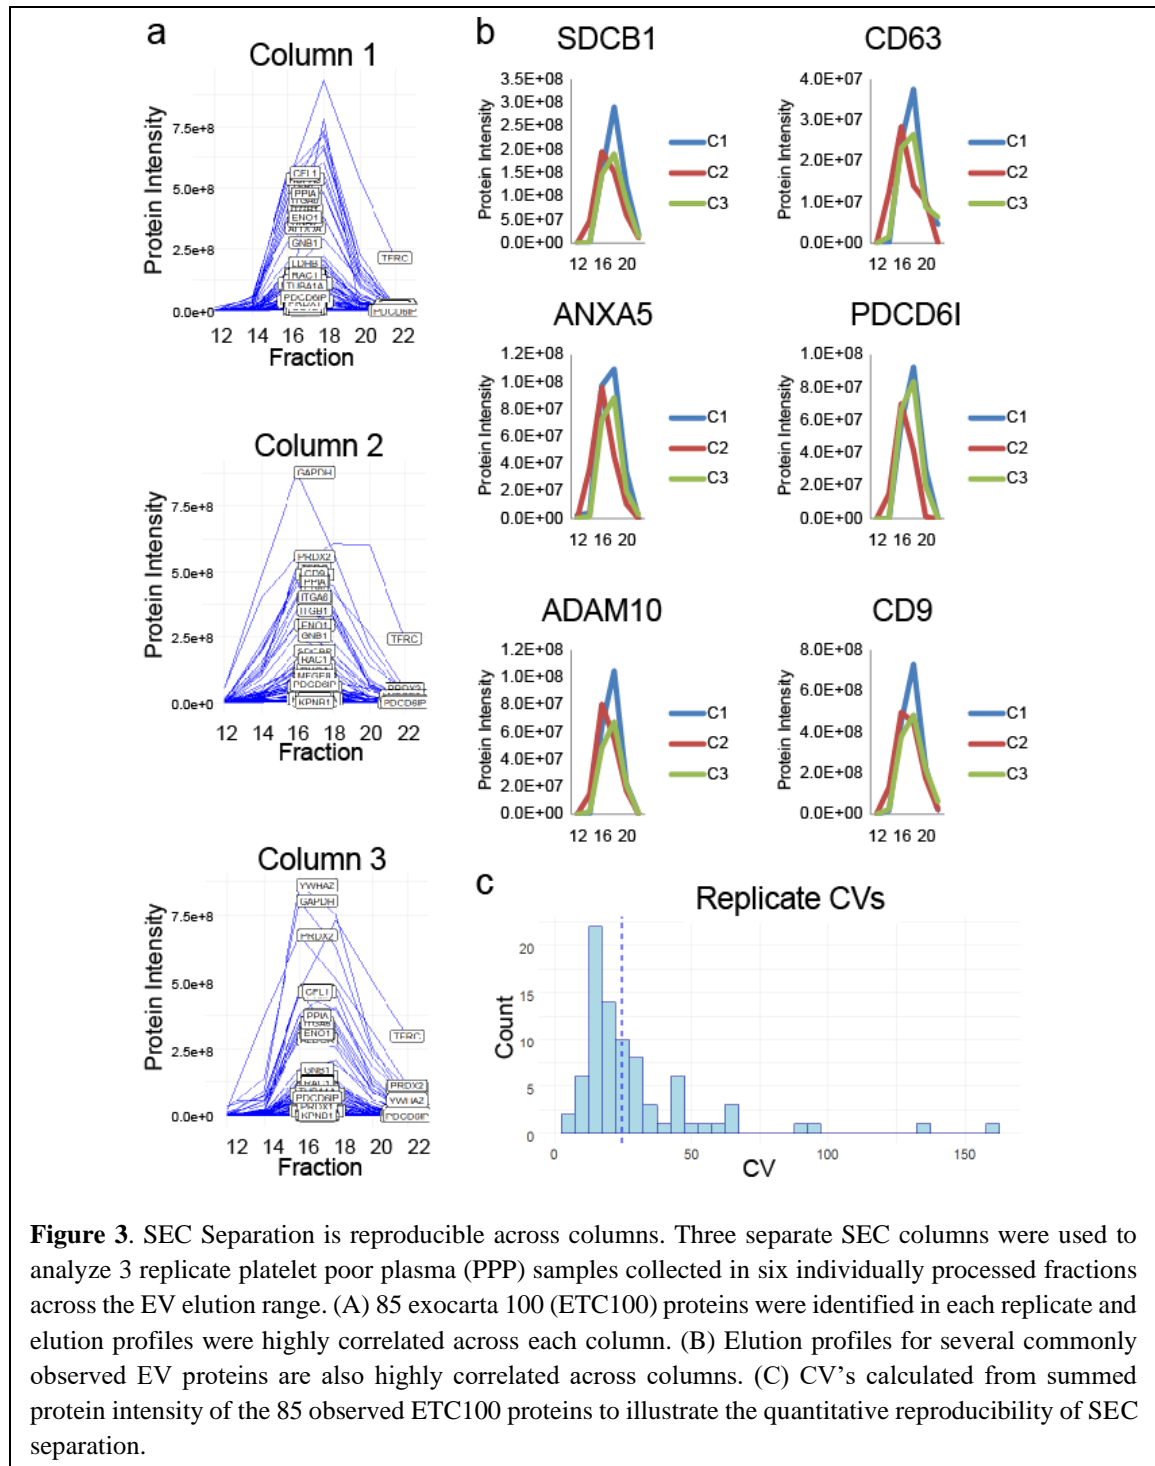 a
Column 1
Protein Intensity
7.5e+8
5.0e+8
2.5e+8
0.0e+0
CFL1
PPIA
ENO1
GNB1
LDHB
RAC1
TUBA1A
PDCD6IP
TFRC
PDCD6IP
12 14 16 18 20 22
Fraction
Column 2
Protein Intensity
7.5e+8
5.0e+8
2.5e+8
0.0e+0
GAPDH
PRDX2
CD9
PPIA
ITGA6
ITGB1
ENO1
GNB1
RAC1
MFGE8
PDCD6IP
KPNB1
TFRC
PRDX2
PDCD6IP
12 14 16 18 20 22
Fraction
Column 3
Protein Intensity
7.5e+8
5.0e+8
2.5e+8
0.0e+0
YWHAZ
GAPDH
PRDX2
CFL1
PPIA
ENO1
GNB1
RAC1
PDCD6IP
PRDX1
KPNB1
TFRC
PRDX2
YWHAZ
PDCD6IP
12 14 16 18 20 22
Fraction
b
SDCB1
Protein Intensity
3.5E+08
3.0E+08
2.5E+08
2.0E+08
1.5E+08
1.0E+08
5.0E+07
0.0E+00
12 16 20
C1
C2
C3
CD63
Protein Intensity
4.0E+07
3.0E+07
2.0E+07
1.0E+07
0.0E+00
12 16 20
C1
C2
C3
ANXA5
Protein Intensity
1.2E+08
1.0E+08
8.0E+07
6.0E+07
4.0E+07
2.0E+07
0.0E+00
12 16 20
C1
C2
C3
PDCD6I
Protein Intensity
1.0E+08
8.0E+07
6.0E+07
4.0E+07
2.0E+07
0.0E+00
12 16 20
C1
C2
C3
ADAM10
Protein Intensity
1.2E+08
1.0E+08
8.0E+07
6.0E+07
4.0E+07
2.0E+07
0.0E+00
12 16 20
C1
C2
C3
CD9
Protein Intensity
8.0E+08
6.0E+08
4.0E+08
2.0E+08
0.0E+00
12 16 20
C1
C2
C3
c
Replicate CVs
Count
20
15
10
5
0
0 50 100 150
CV
Figure 3. SEC Separation is reproducible across columns. Three separate SEC columns were used to
analyze 3 replicate platelet poor plasma (PPP) samples collected in six individually processed fractions
across the EV elution range. (A) 85 exocarta 100 (ETC100) proteins were identified in each replicate and
elution profiles were highly correlated across each column. (B) Elution profiles for several commonly
observed EV proteins are also highly correlated across columns. (C) CV's calculated from summed
protein intensity of the 85 observed ETC100 proteins to illustrate the quantitative reproducibility of SEC
separation.